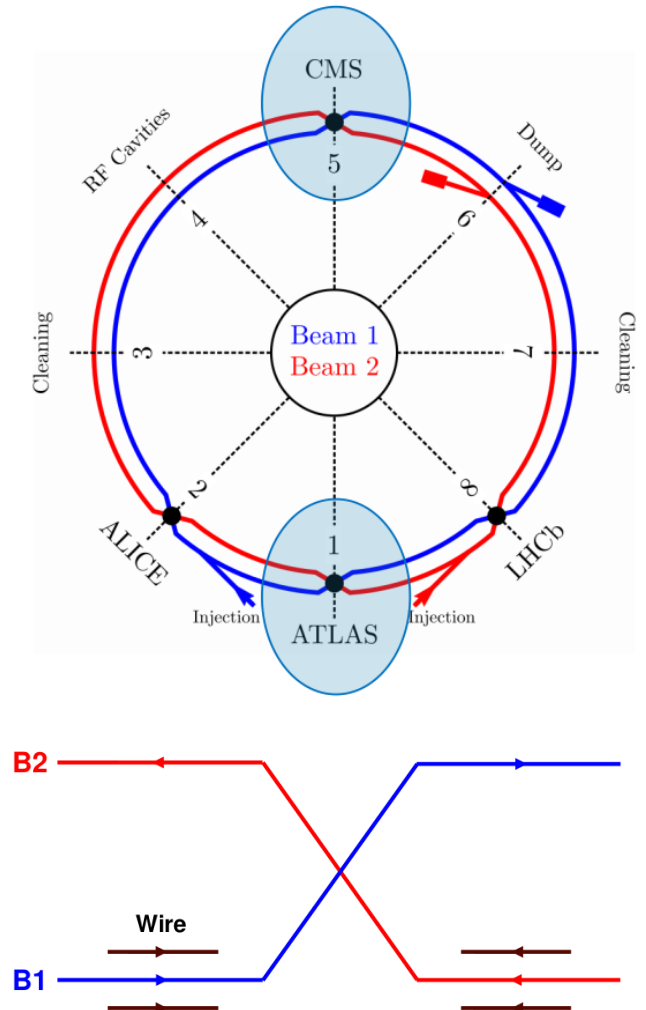 CMS
5
RF Cavities
4
Dump
6
Cleaning
3
Beam 1
Beam 2
7
Cleaning
2
ALICE
1
8
LHCb
Injection
Injection
ATLAS
B2
Wire
B1